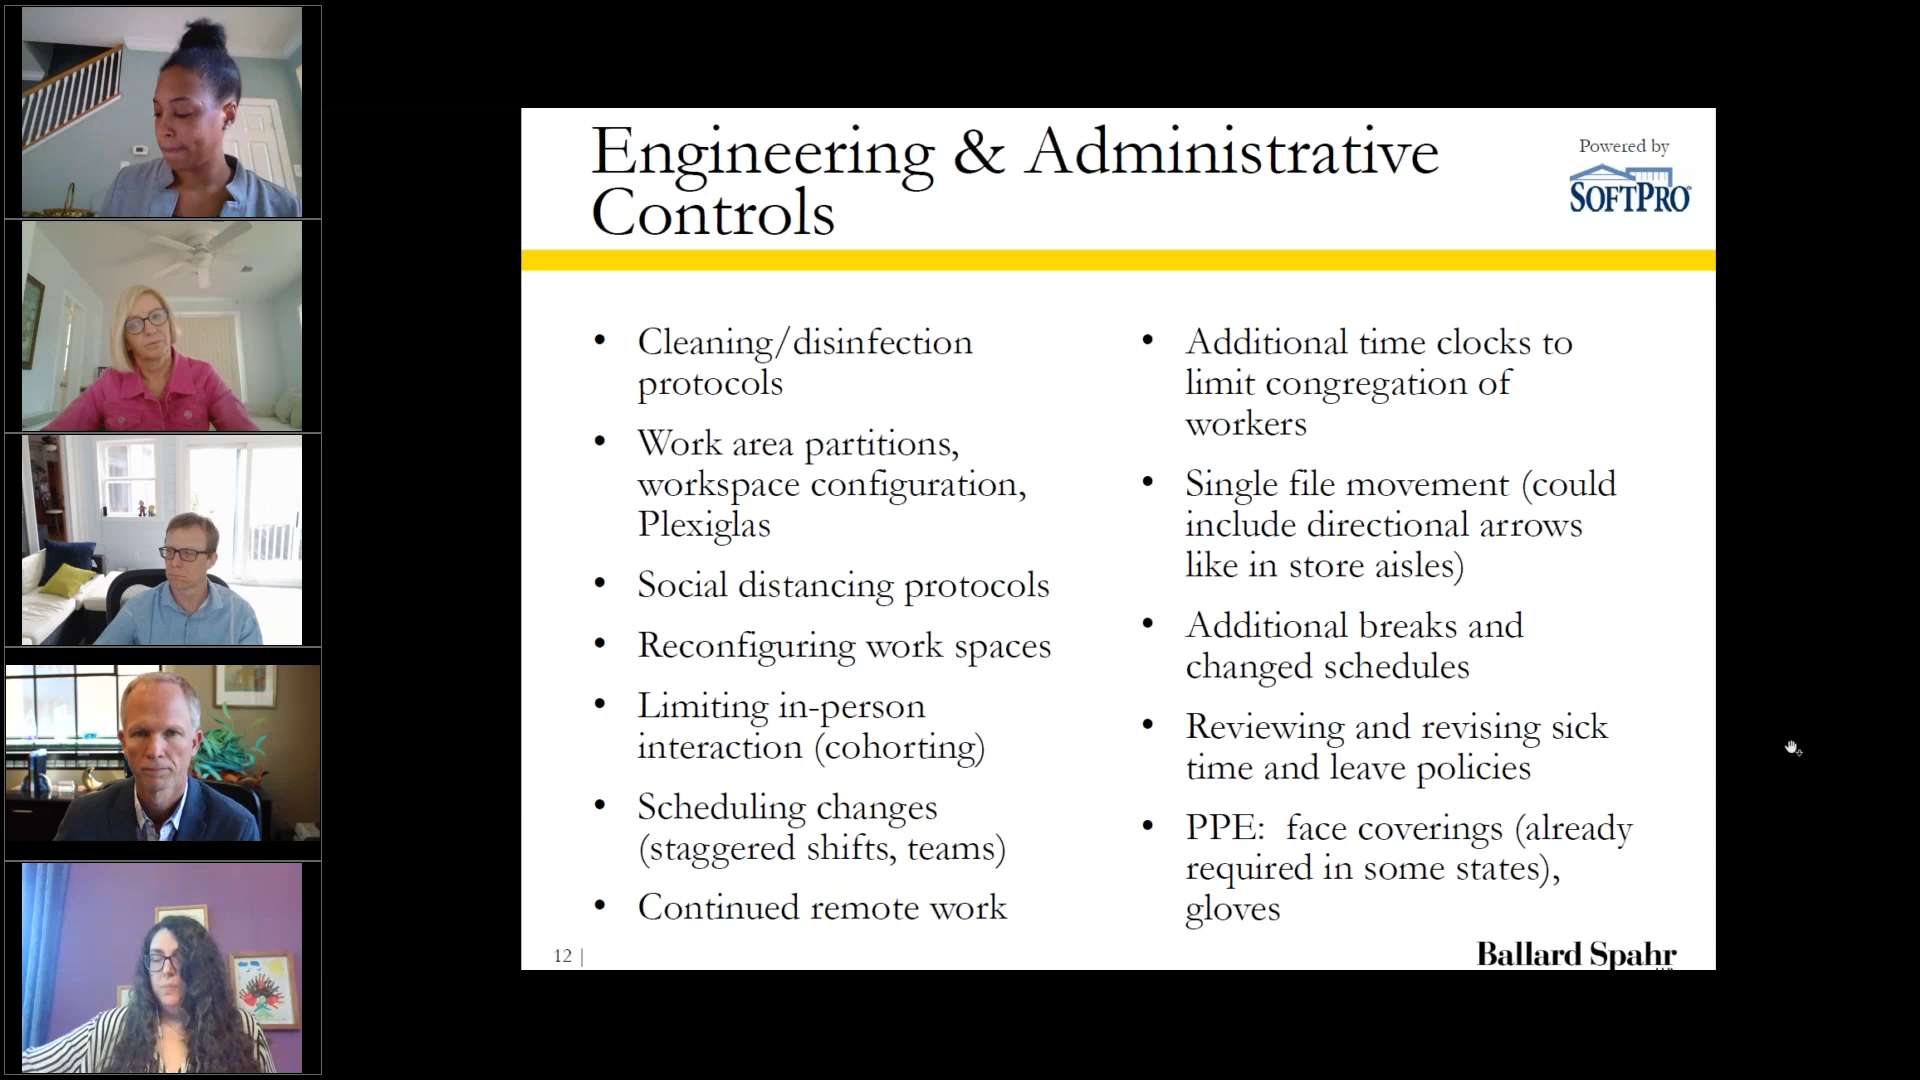 Engineering & Administrative
Controls
Powered by
SOFTPRO
• Cleaning/disinfection
protocols
• Work area partitions,
workspace configuration,
Plexiglas
• Social distancing protocols
• Reconfiguring work spaces
• Limiting in-person
interaction (cohorting)
• Scheduling changes
(staggered shifts, teams)
• Continued remote work
• Additional time clocks to
limit congregation of
workers
• Single file movement (could
include directional arrows
like in store aisles)
• Additional breaks and
changed schedules
• Reviewing and revising sick
time and leave policies
• PPE:  face coverings (already
required in some states),
gloves
12 |
Ballard Spahr